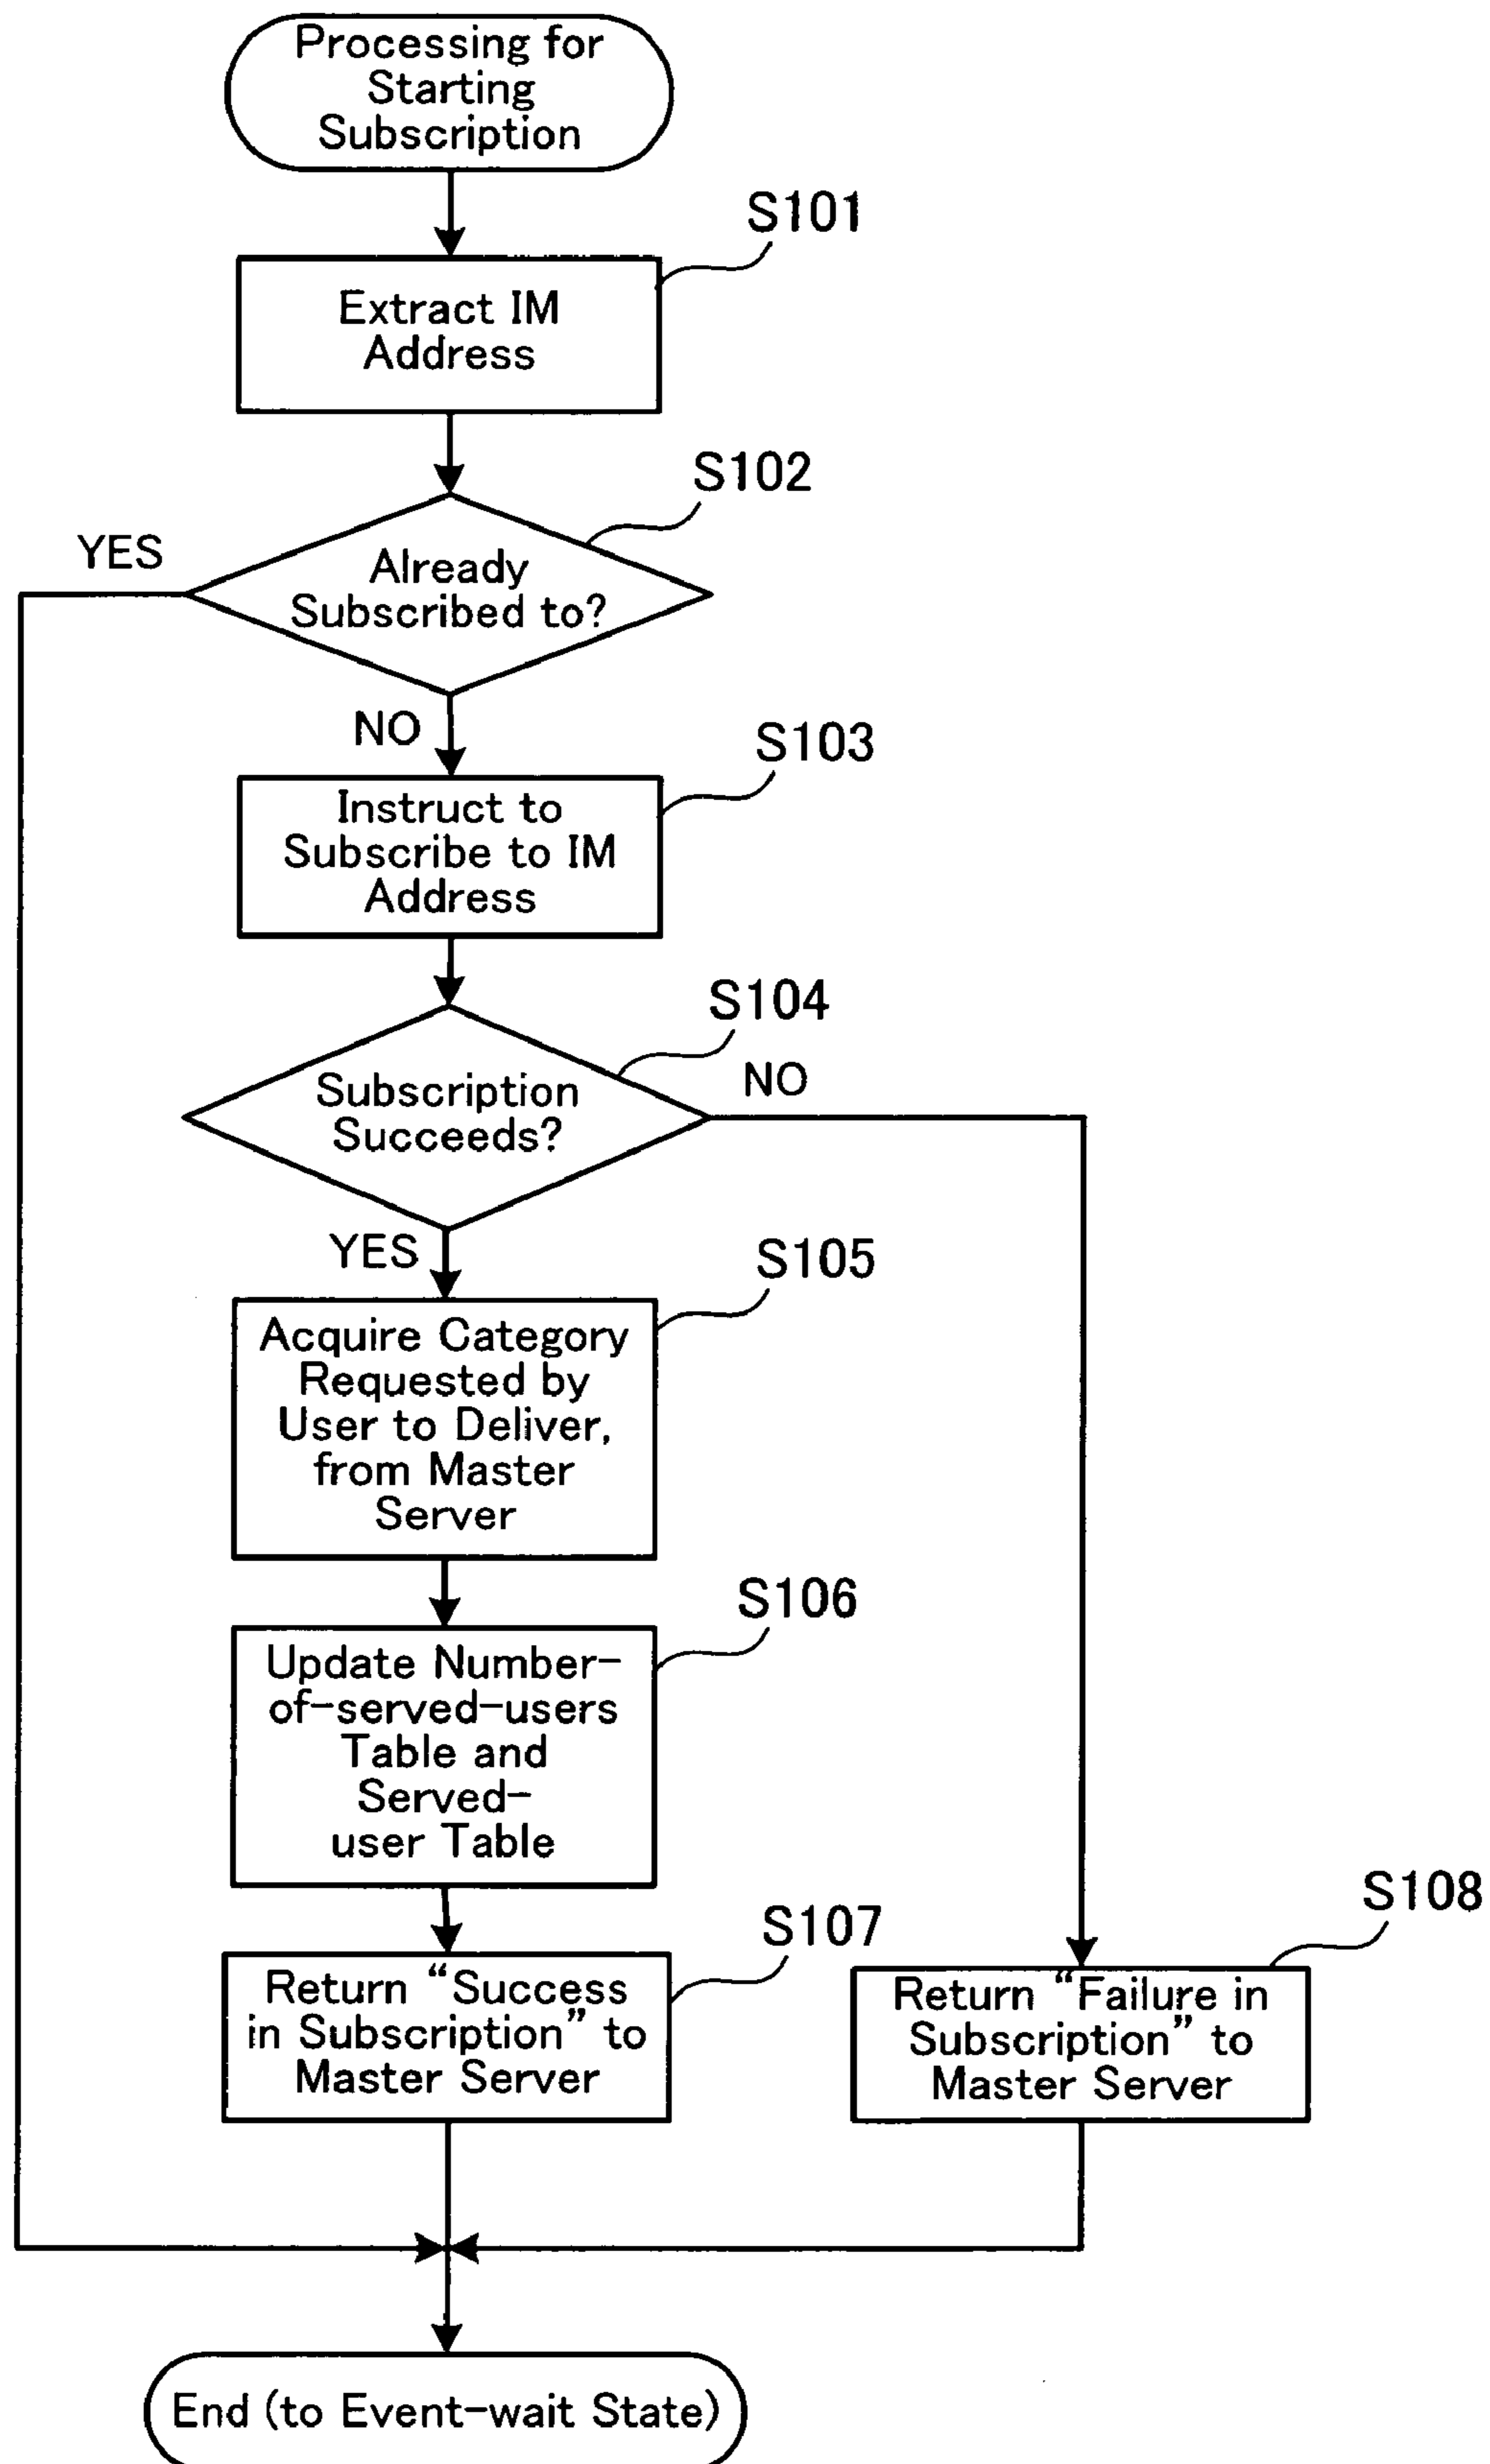 Processing for
Starting
Subscription
S101
Extract IM
Address
S102
YES
Already
Subscribed to?
NO
S103
Instruct to
Subscribe to IM
Address
S104
NO
Subscription
Succeeds?
YES
S105
Acquire Category
Requested by
User to Deliver,
from Master
Server
S106
Update Number-
of-served-users
Table and
Served-
user Table
S107
Return “Success
in Subscription” to
Master Server
S108
Return “Failure in
Subscription” to
Master Server
End (to Event-wait State)